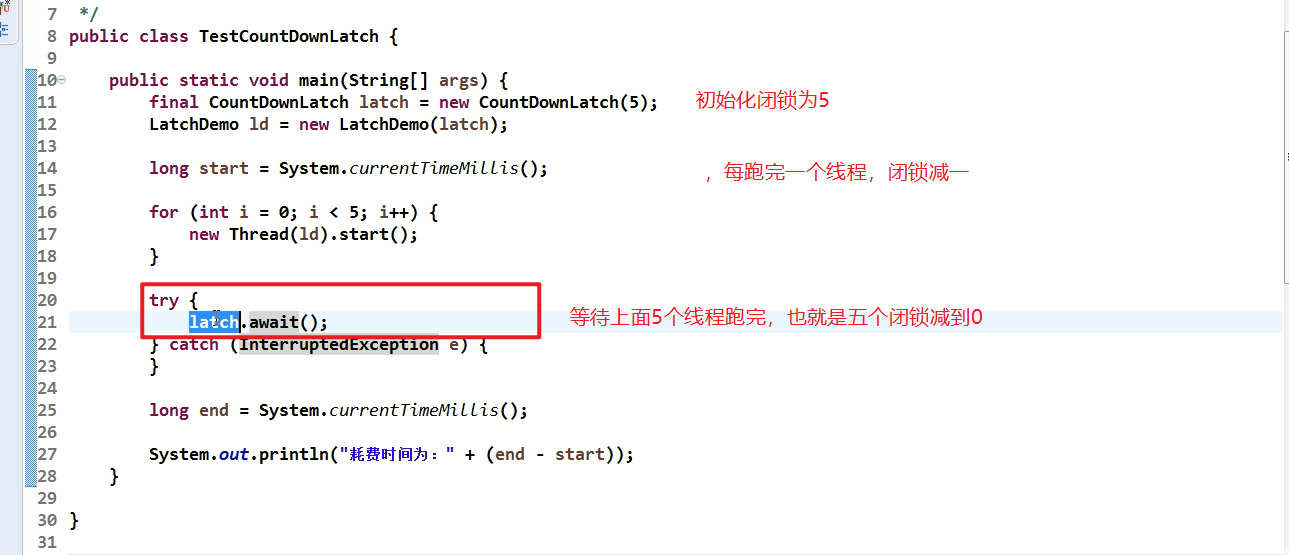 7 */
8 public class TestCountDownLatch {
9
10 public static void main(String[] args) {
11 final CountDownLatch latch = new CountDownLatch(5); 初始化闭锁为5
12 LatchDemo ld = new LatchDemo(latch);
13
14 long start = System.currentTimeMillis(); ，每跑完一个线程，闭锁减一
15
16 for (int i = 0; i < 5; i++) {
17 new Thread(ld).start();
18 }
19
20 try {
21 latch.await(); 等待上面5个线程跑完，也就是五个闭锁减到0
22 } catch (InterruptedException e) {
23 }
24
25 long end = System.currentTimeMillis();
26
27 System.out.println("耗费时间为：" + (end - start));
28 }
29
30 }
31